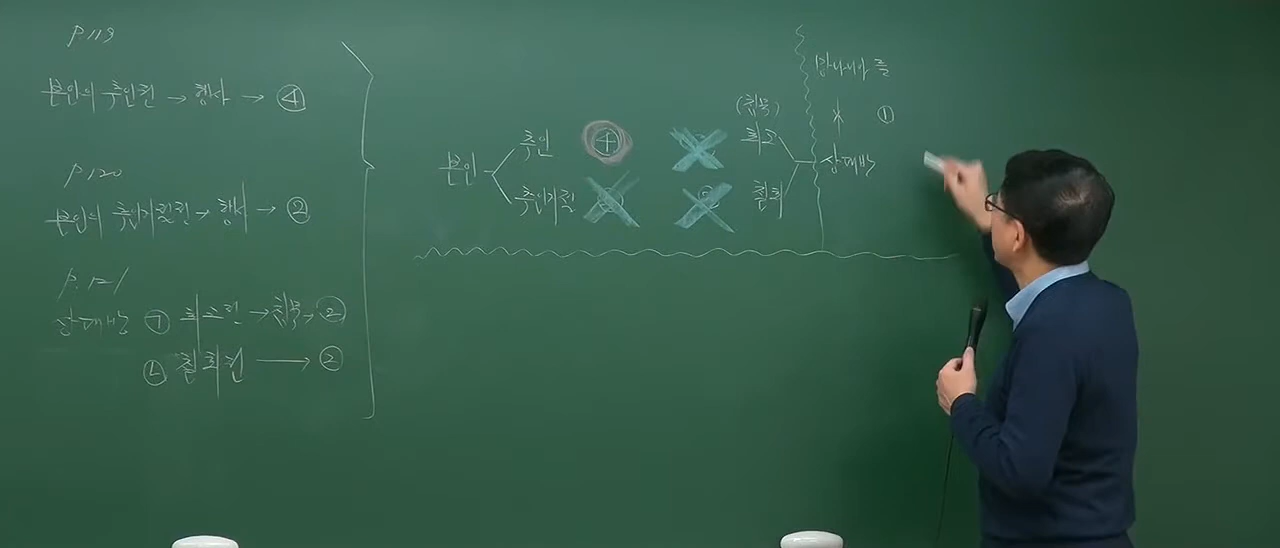 P.119
본인의 추인권 → 행사 → ④
P.120
본인의 추인거절권 → 행사 → ②
P.121
상대방 ㉠ 최고권 → 침묵 → ②
㉡ 철회권 → ②
본인
추인 ⊕
추인거절
(침묵)
최고
철회
상대방
①